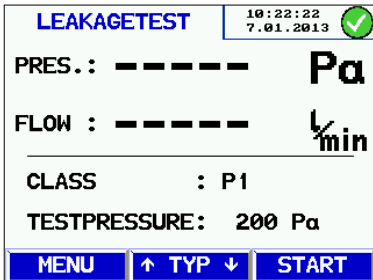 LEAKAGETEST
10:22:22
7.01.2013
PRES.: ----- Pa
FLOW : ----- l/min
CLASS : P1
TESTPRESSURE: 200 Pa
MENU ↑ TYP ↓ START